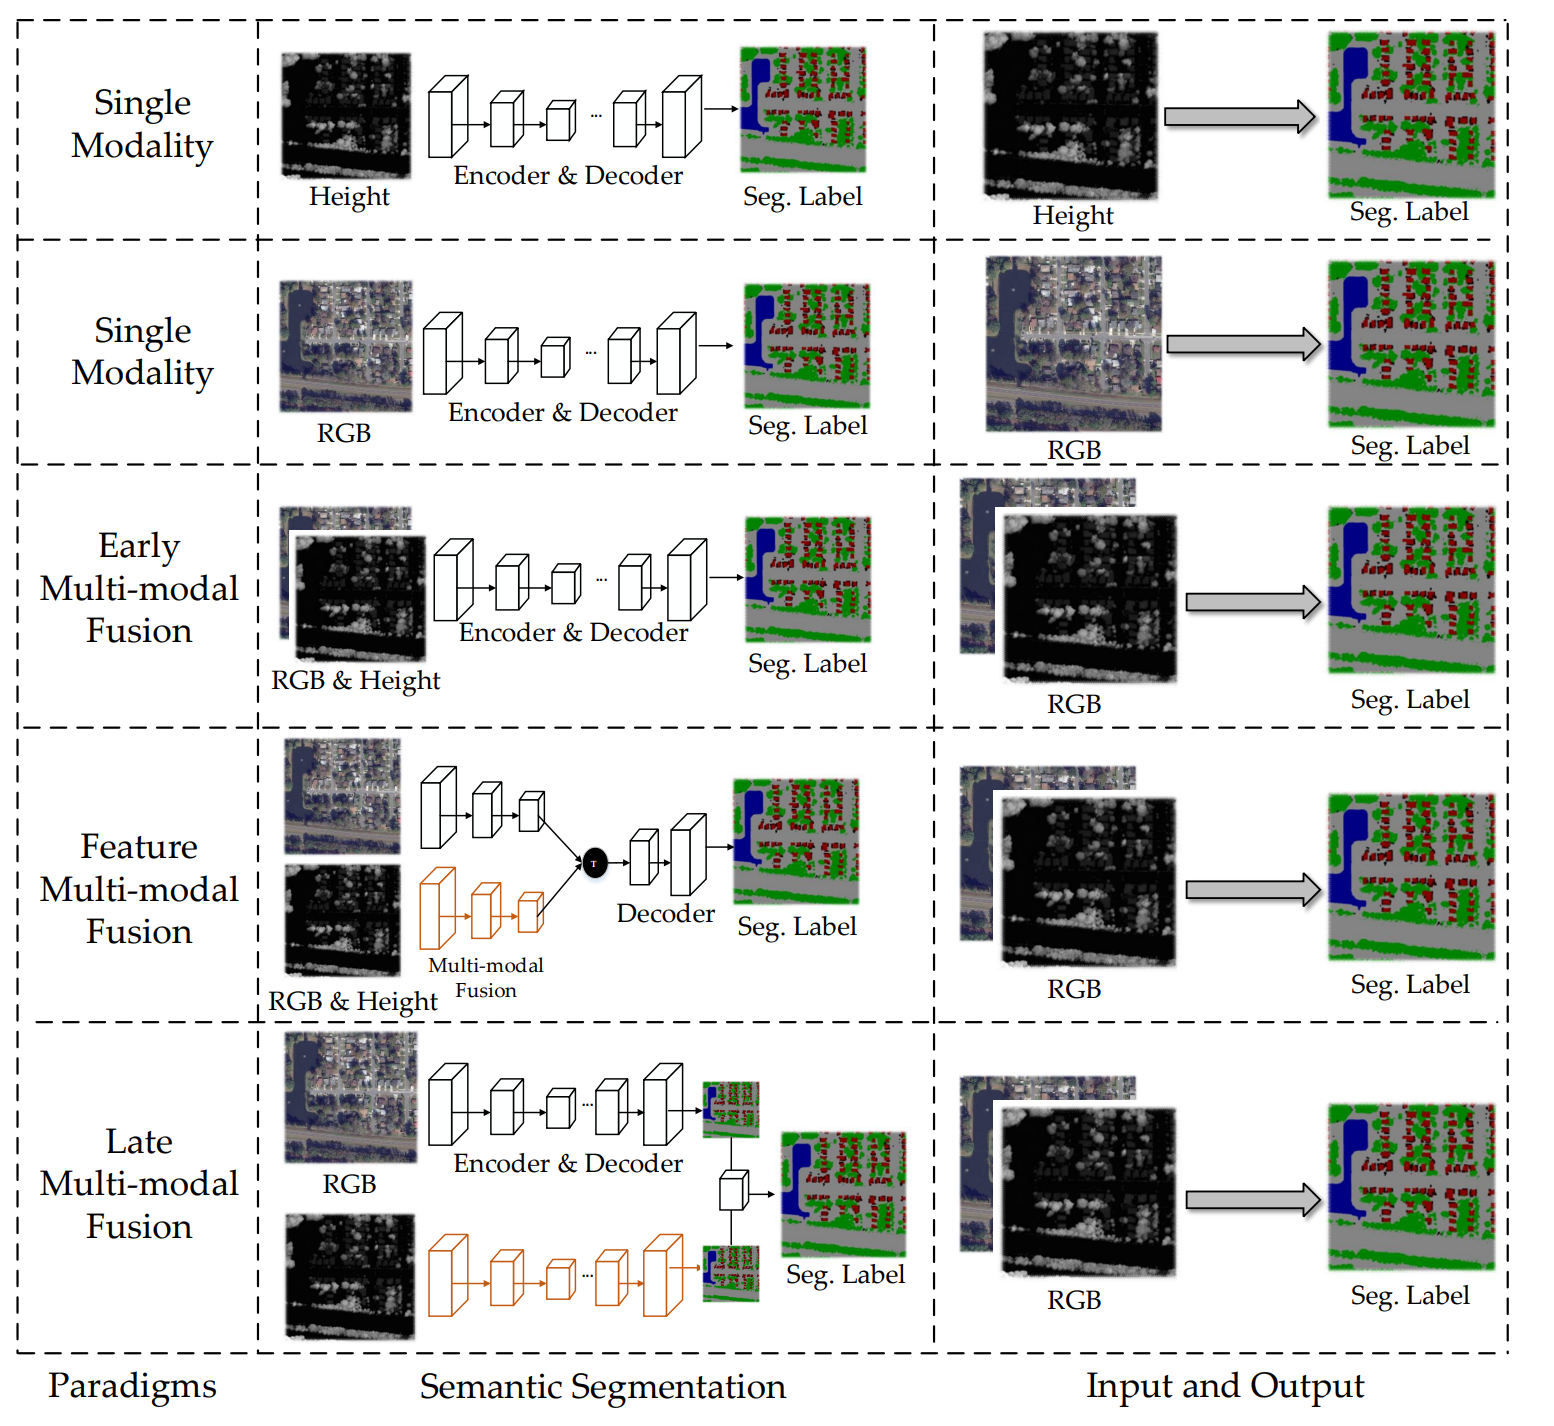 Single
Modality
Height
Encoder & Decoder
...
Seg. Label
Height
Seg. Label
Single
Modality
RGB
Encoder & Decoder
...
Seg. Label
RGB
Seg. Label
Early
Multi-modal
Fusion
RGB & Height
Encoder & Decoder
...
Seg. Label
RGB
Seg. Label
Feature
Multi-modal
Fusion
RGB & Height
Multi-modal
Fusion
T
Decoder
Seg. Label
RGB
Seg. Label
Late
Multi-modal
Fusion
RGB
Encoder & Decoder
...
...
Seg. Label
RGB
Seg. Label
Paradigms
Semantic Segmentation
Input and Output